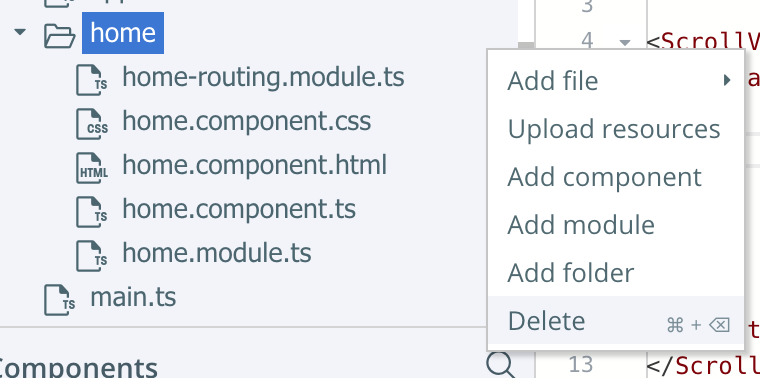 home
home-routing.module.ts
TS
home.component.css
CSS
home.component.html
HTML
home.component.ts
TS
home.module.ts
TS
main.ts
TS
Components
3
4
<ScrollV
13
</Scroll
Add file
Upload resources
Add component
Add module
Add folder
Delete ⌘ + ⌫